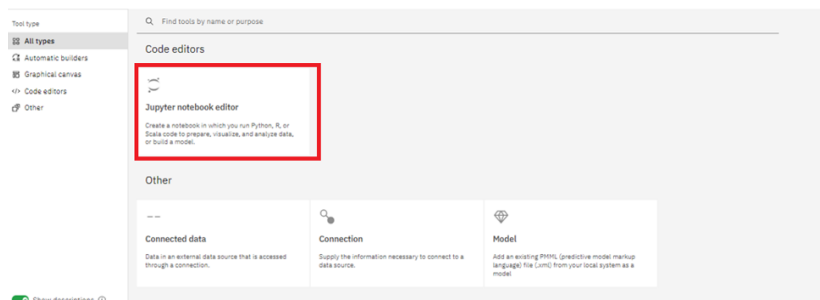 Tool type
All types
Automatic builders
Graphical canvas
Code editors
Other
Find tools by name or purpose
Code editors
Jupyter notebook editor
Create a notebook in which you run Python, R, or
Scala code to prepare, visualize, and analyze data,
or build a model.
Other
Connected data
Data in an external data source that is accessed
through a connection.
Connection
Supply the information necessary to connect to a
data source.
Model
Add an existing PMML (predictive model markup
language) file (.xml) from your local system as a
model
Show descriptions